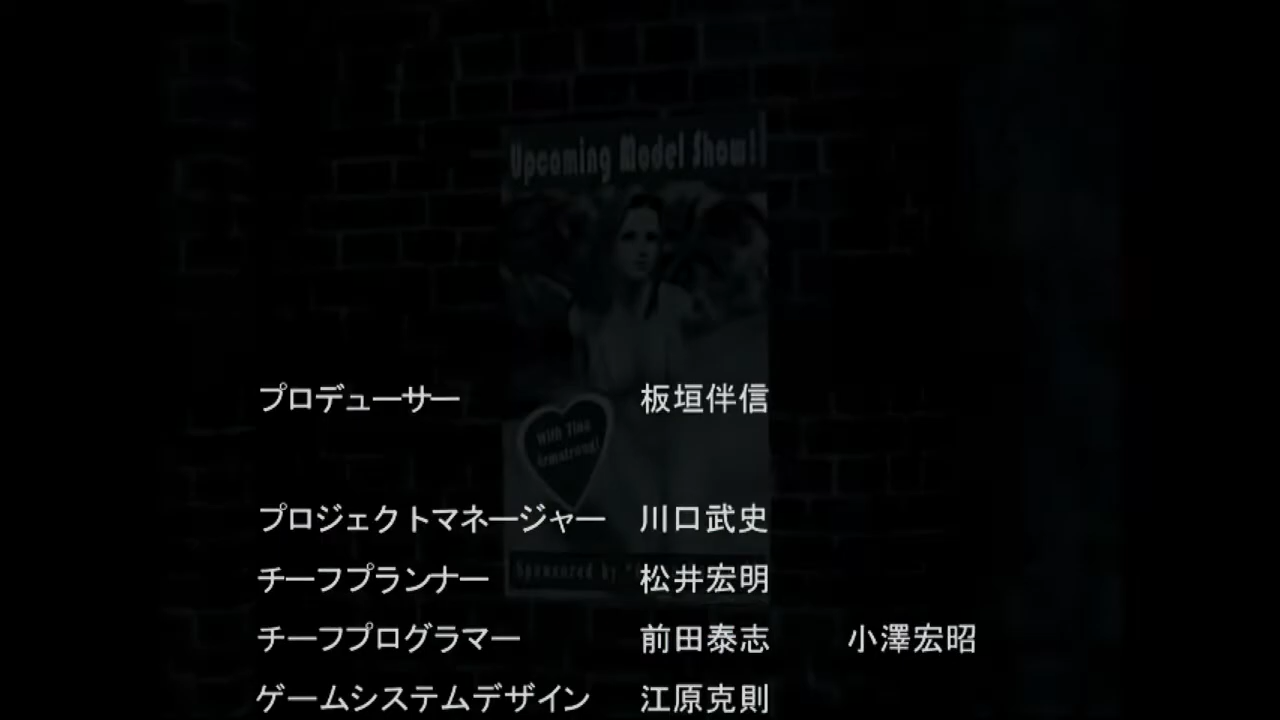 Upcoming Model Show!
プロデューサー 板垣伴信
With Tina
Armstrong!
プロジェクトマネージャー 川口武史
チーフプランナー 松井宏明
Sponsored by
チーフプログラマー 前田泰志 小澤宏昭
ゲームシステムデザイン 江原克則